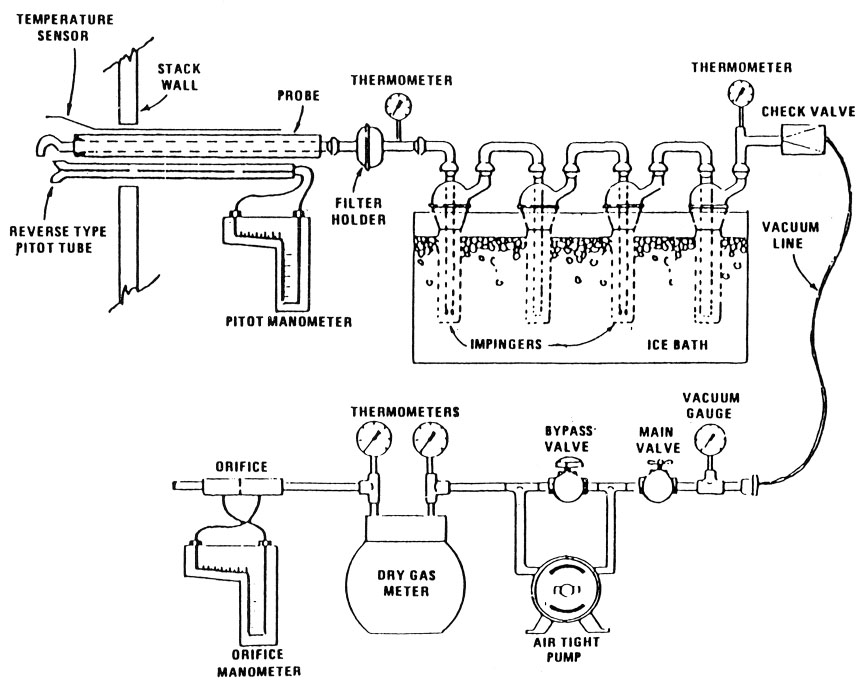 TEMPERATURE
SENSOR
STACK
WALL
PROBE
THERMOMETER
THERMOMETER
CHECK VALVE
FILTER
HOLDER
REVERSE TYPE
PITOT TUBE
VACUUM
LINE
PITOT MANOMETER
IMPINGERS
ICE BATH
THERMOMETERS
VACUUM
GAUGE
BYPASS
VALVE
MAIN
VALVE
ORIFICE
DRY GAS
METER
AIR TIGHT
PUMP
ORIFICE
MANOMETER